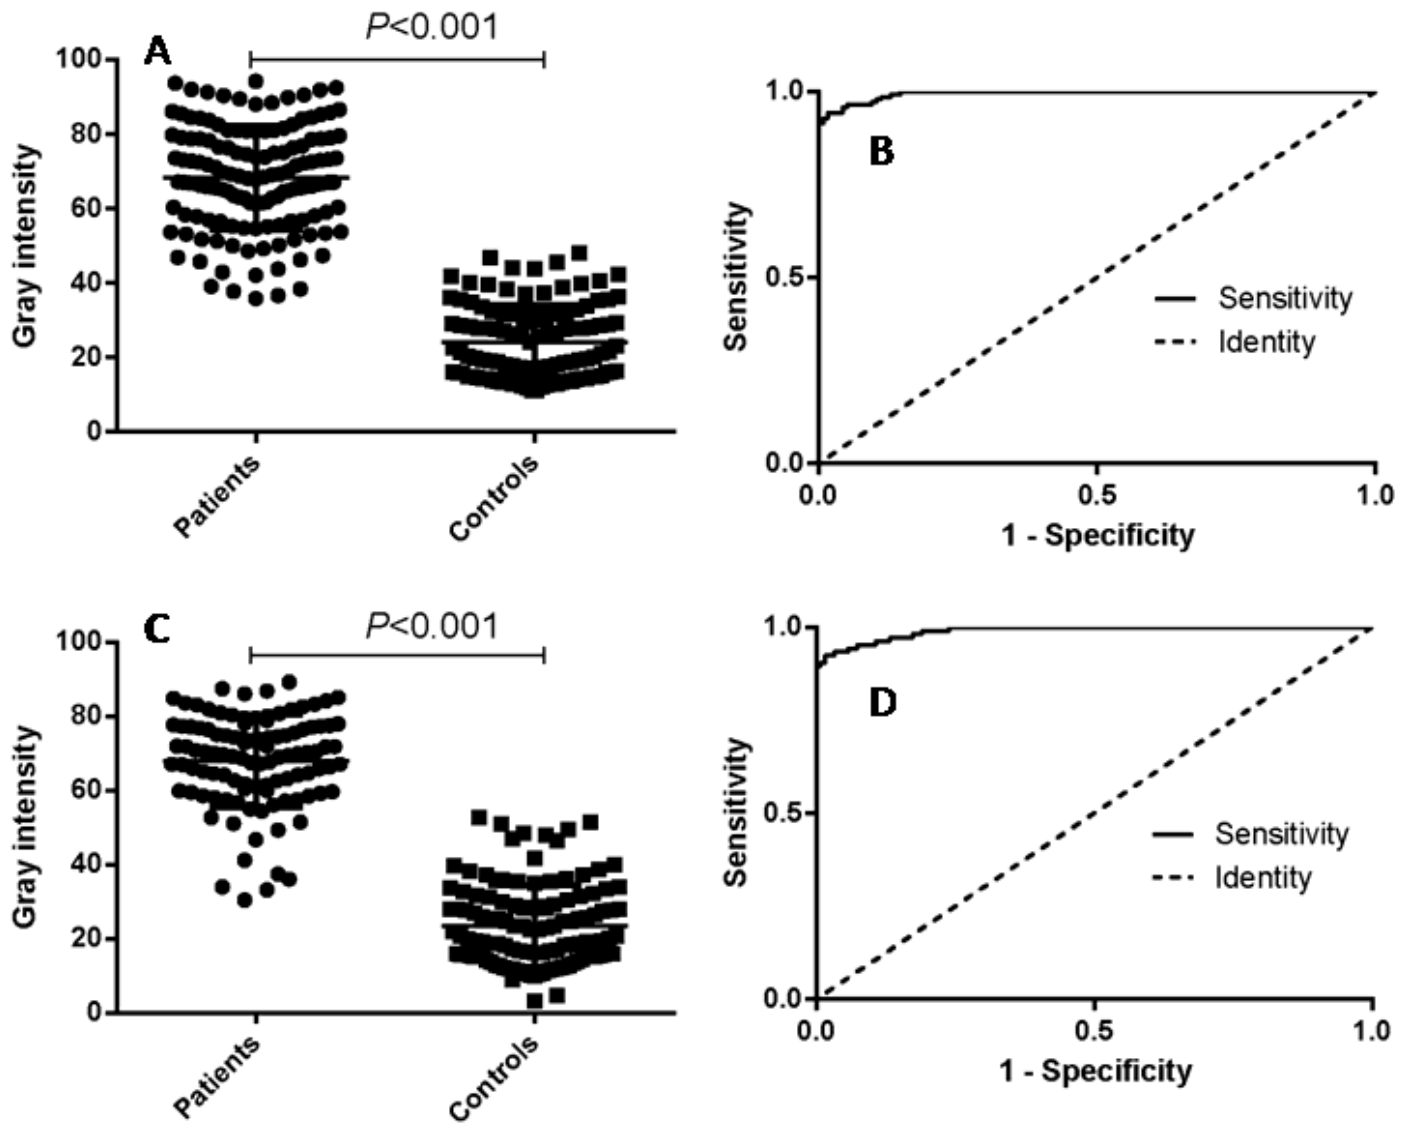 A
P<0.001
100
80
60
40
20
0
Gray intensity
Patients
Controls
B
1.0
0.5
0.0
Sensitivity
Sensitivity
Identity
0.0
0.5
1.0
1 - Specificity
C
P<0.001
100
80
60
40
20
0
Gray intensity
Patients
Controls
D
1.0
0.5
0.0
Sensitivity
Sensitivity
Identity
0.0
0.5
1.0
1 - Specificity